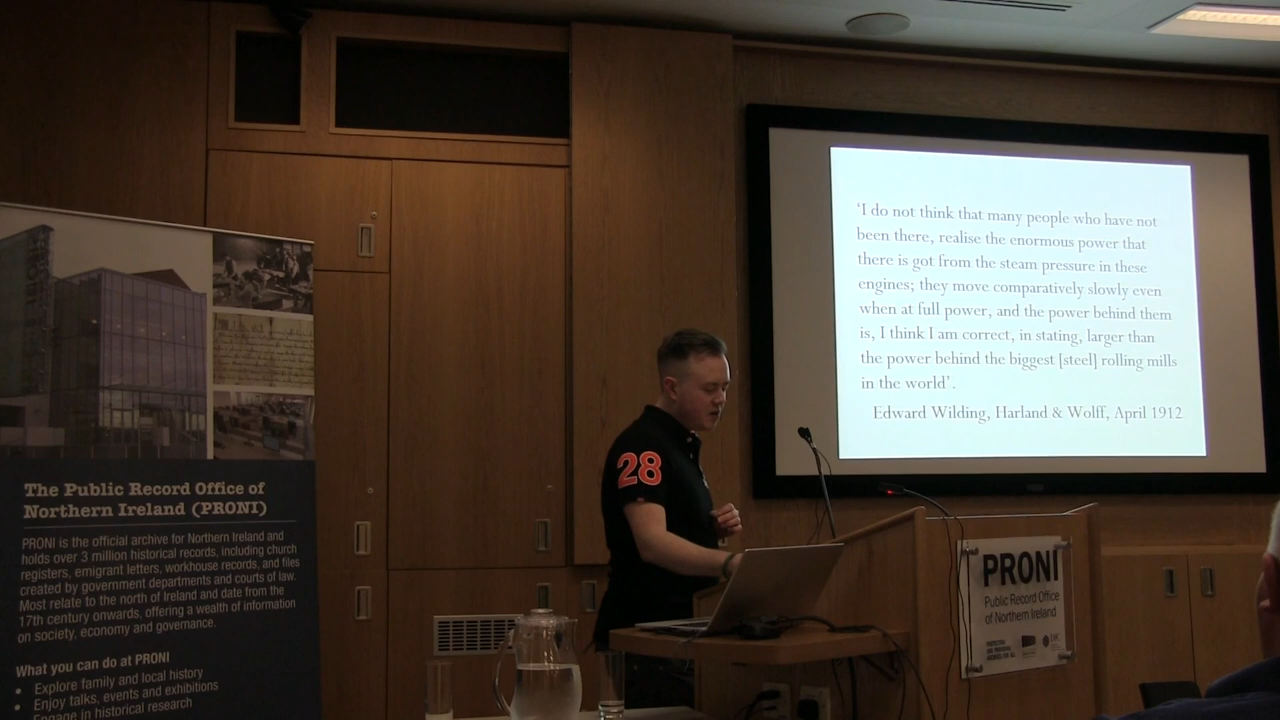 The Public Record Office of
Northern Ireland (PRONI)
PRONI is the official archive for Northern Ireland and
holds over 3 million historical records, including church
registers, emigrant letters, workhouse records, and files
created by government departments and courts of law.
Most relate to the north of Ireland and date from the
17th century onwards, offering a wealth of information
on society, economy and governance.
What you can do at PRONI
• Explore family and local history
• Enjoy talks, events and exhibitions
• Engage in historical research
28
‘I do not think that many people who have not
been there, realise the enormous power that
there is got from the steam pressure in these
engines; they move comparatively slowly even
when at full power, and the power behind them
is, I think I am correct, in stating, larger than
the power behind the biggest [steel] rolling mills
in the world’.
Edward Wilding, Harland & Wolff, April 1912
PRONI
Public Record Office
of Northern Ireland